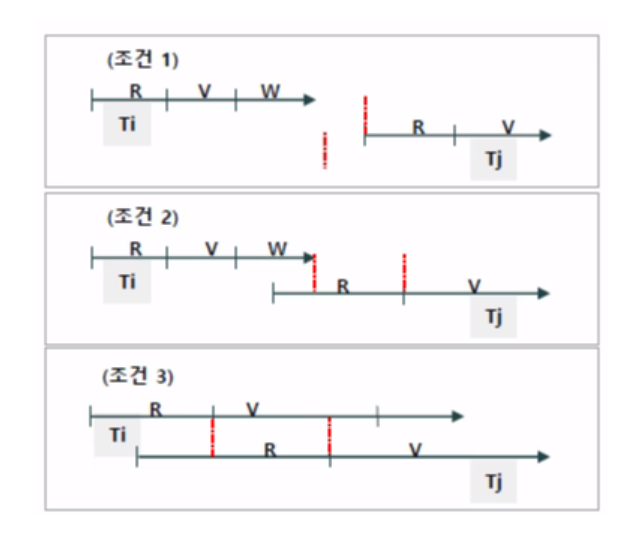 (조건 1)
R V W
Ti
R V
Tj
(조건 2)
R V W
Ti
R V
Tj
(조건 3)
R V
Ti
R V
Tj